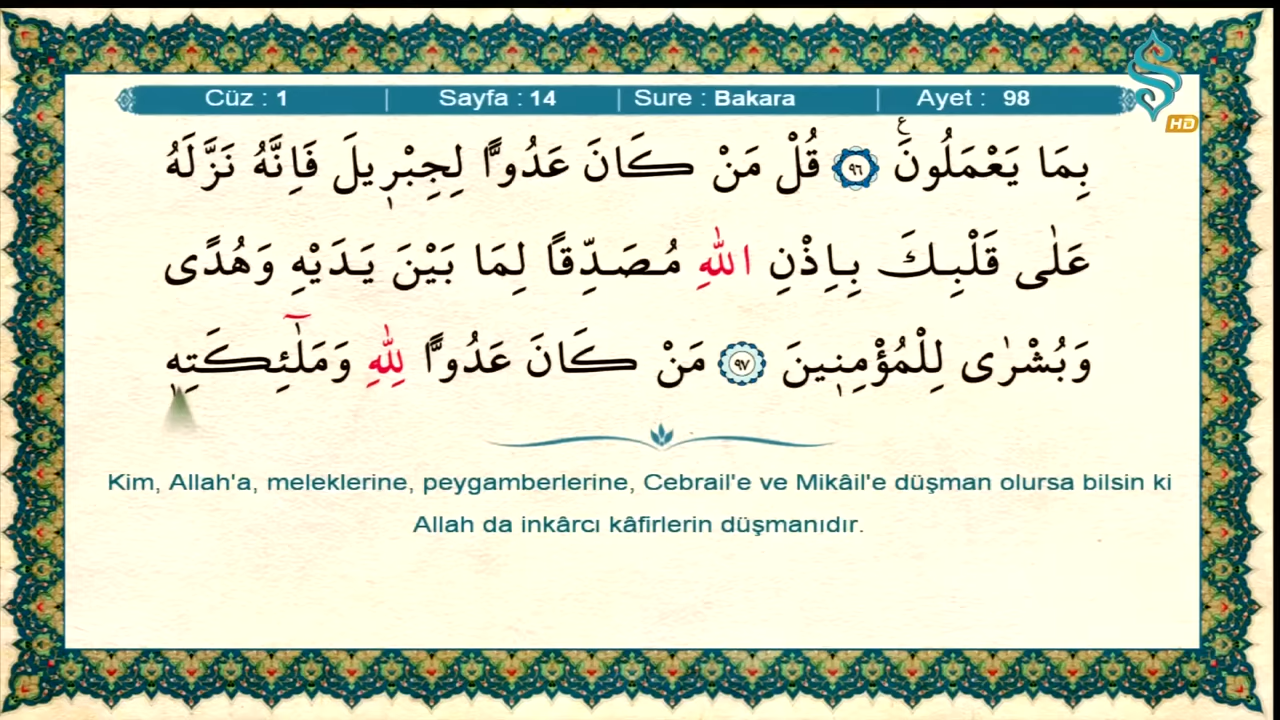 Cüz : 1 | Sayfa : 14 | Sure : Bakara | Ayet : 98
HD
بِمَا يَعْمَلُونَ ۟ع ﴿٩٦﴾ قُلْ مَنْ كَانَ عَدُوًّا لِجِبْر۪يلَ فَاِنَّهُ نَزَّلَهُ
عَلٰى قَلْبِكَ بِاِذْنِ اللّٰهِ مُصَدِّقًا لِمَا بَيْنَ يَدَيْهِ وَهُدًى
وَبُشْرٰى لِلْمُؤْمِن۪ينَ ﴿٩٧﴾ مَنْ كَانَ عَدُوًّا لِلّٰهِ وَمَلٰٓئِكَتِه۪
Kim, Allah'a, meleklerine, peygamberlerine, Cebrail'e ve Mikâil'e düşman olursa bilsin ki
Allah da inkârcı kâfirlerin düşmanıdır.